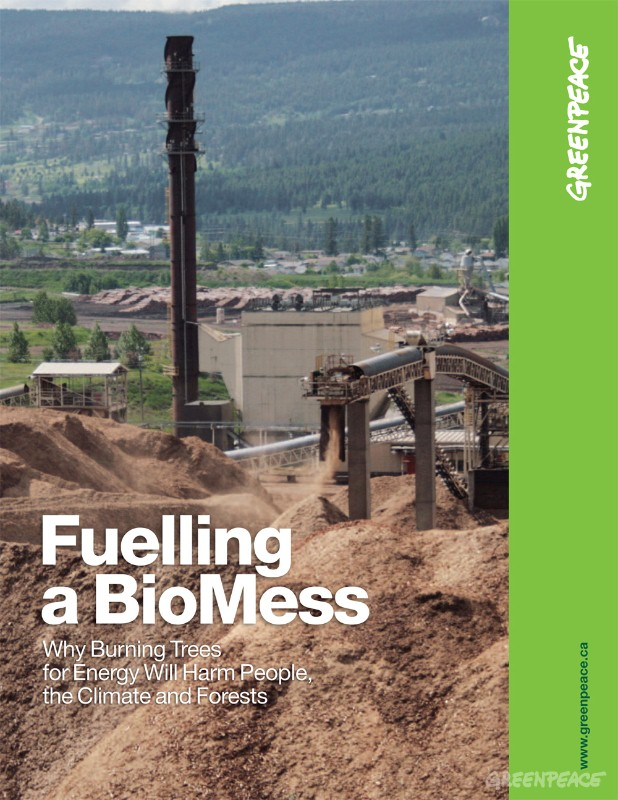 GREENPEACE
Fuelling
a BioMess
Why Burning Trees
for Energy Will Harm People,
the Climate and Forests
www.greenpeace.ca
GREENPEACE